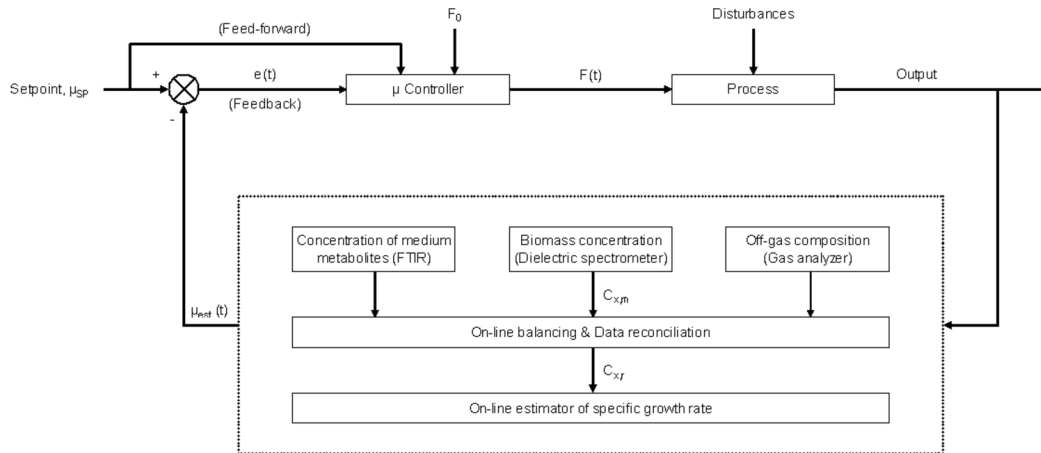 F₀
Disturbances
(Feed-forward)
Setpoint, μSP
+
-
e(t)
(Feedback)
μ Controller
F(t)
Process
Output
Concentration of medium
metabolites (FTIR)
Biomass concentration
(Dielectric spectrometer)
Off-gas composition
(Gas analyzer)
Cx,m
μest (t)
On-line balancing & Data reconciliation
Cx,r
On-line estimator of specific growth rate